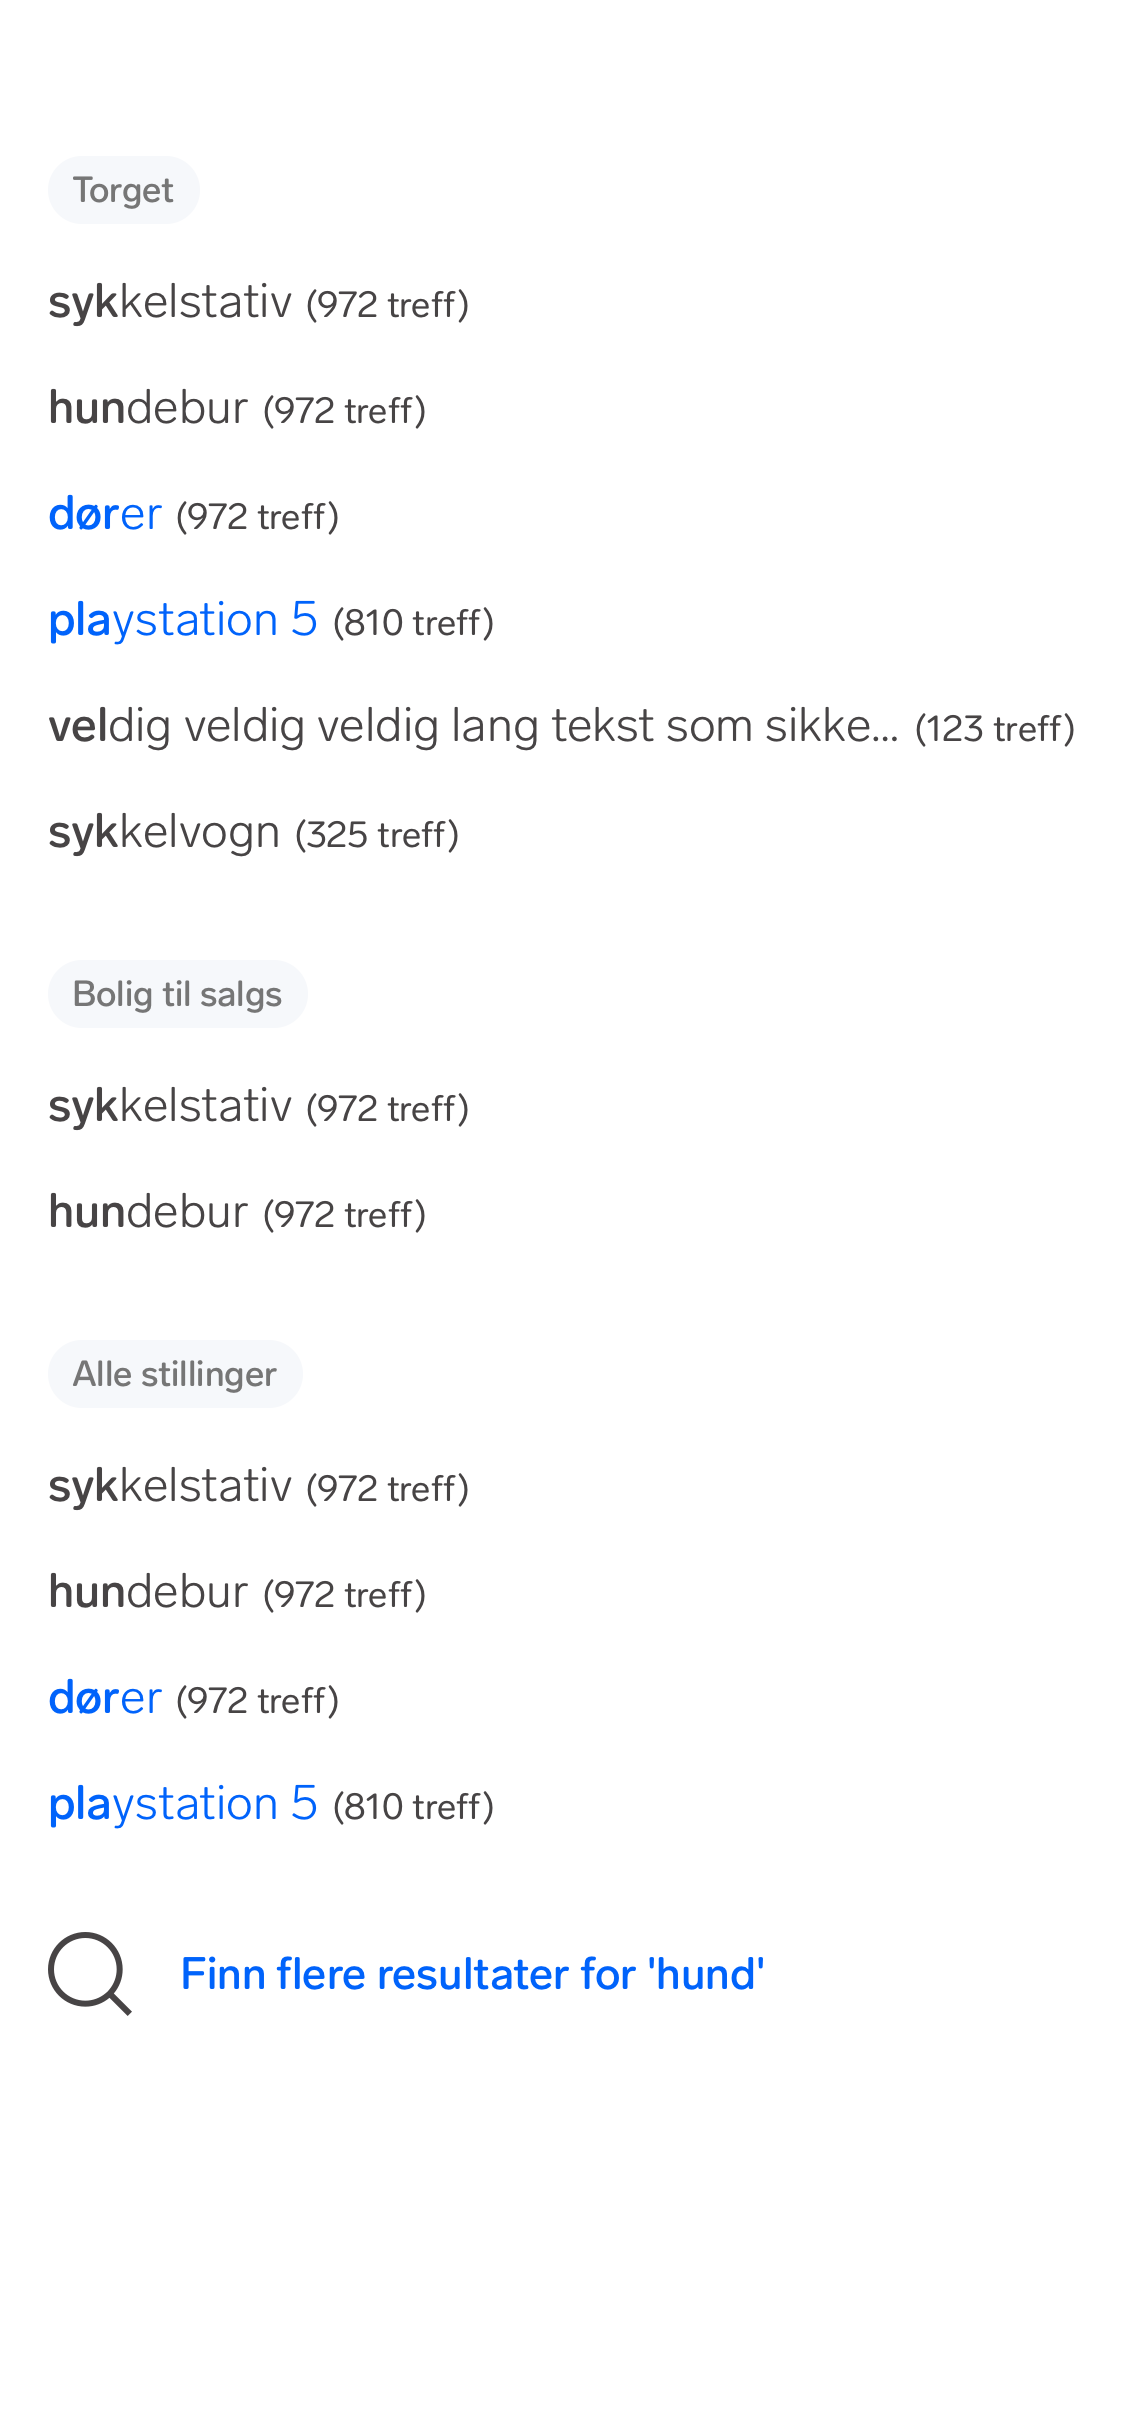 Torget
sykkelstativ (972 treff)
hundebur (972 treff)
dører (972 treff)
playstation 5 (810 treff)
veldig veldig veldig lang tekst som sikke... (123 treff)
sykkelvogn (325 treff)
Bolig til salgs
sykkelstativ (972 treff)
hundebur (972 treff)
Alle stillinger
sykkelstativ (972 treff)
hundebur (972 treff)
dører (972 treff)
playstation 5 (810 treff)
Finn flere resultater for 'hund'